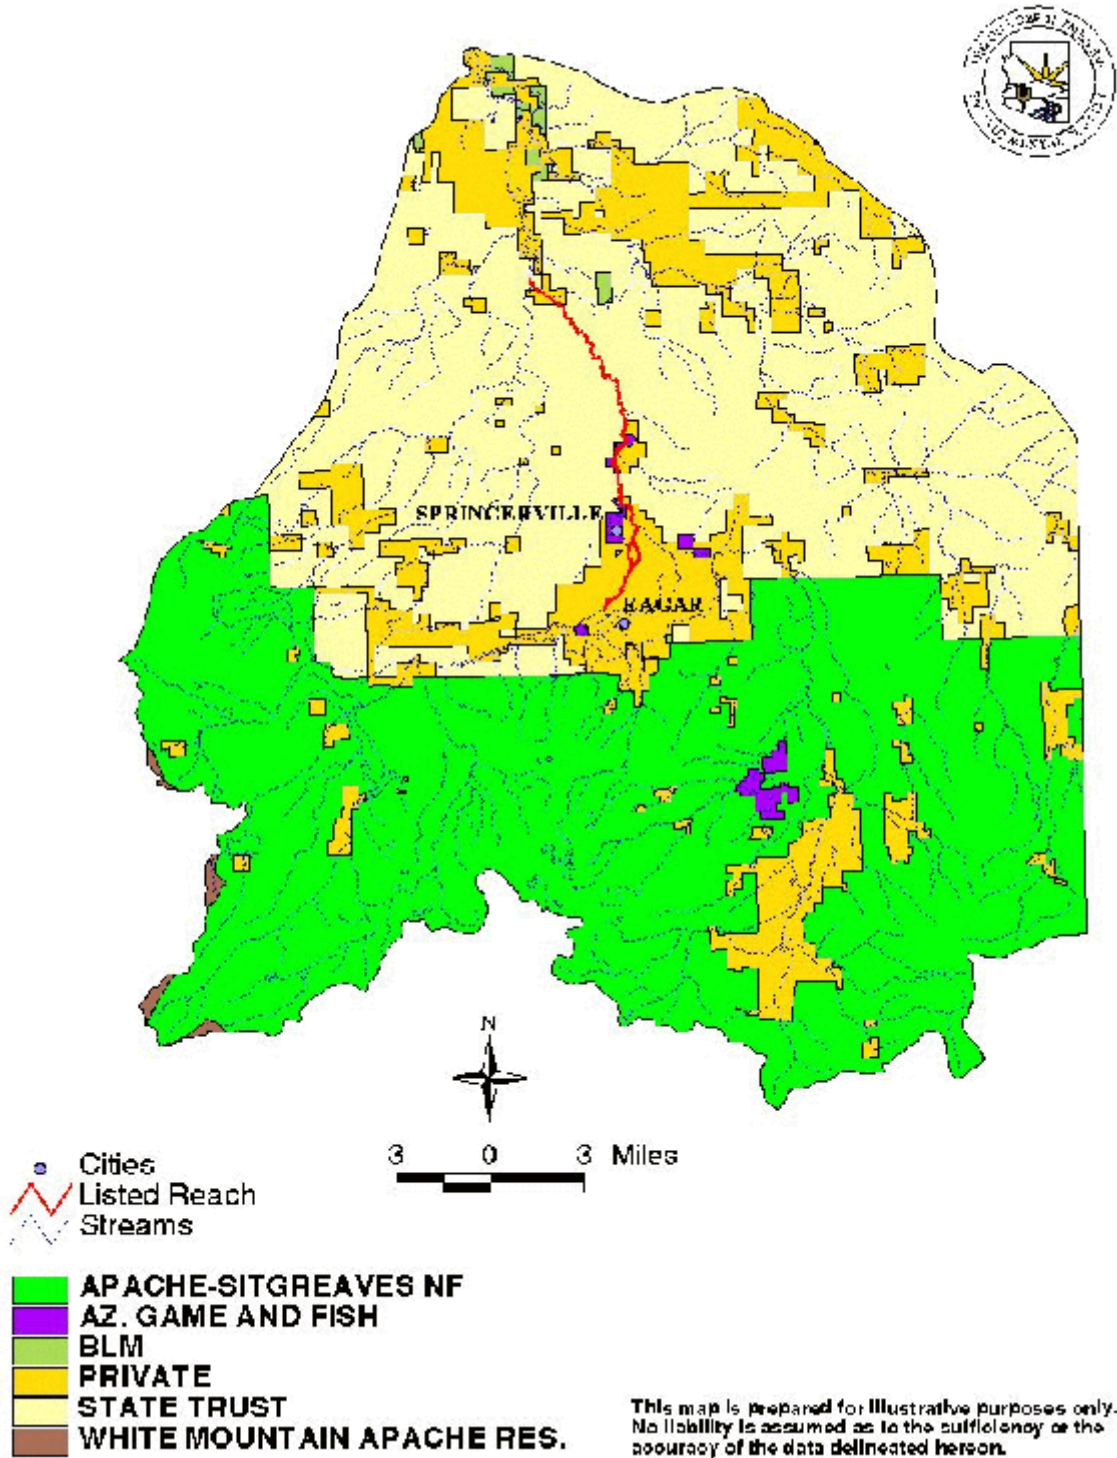 SPRINGERVILLE
EAGAR
N
3 0 3 Miles
Cities
Listed Reach
Streams
APACHE-SITGREAVES NF
AZ. GAME AND FISH
BLM
PRIVATE
STATE TRUST
WHITE MOUNTAIN APACHE RES.
This map is prepared for illustrative purposes only.
No liability is assumed as to the sufficiency or the
accuracy of the data delineated hereon.